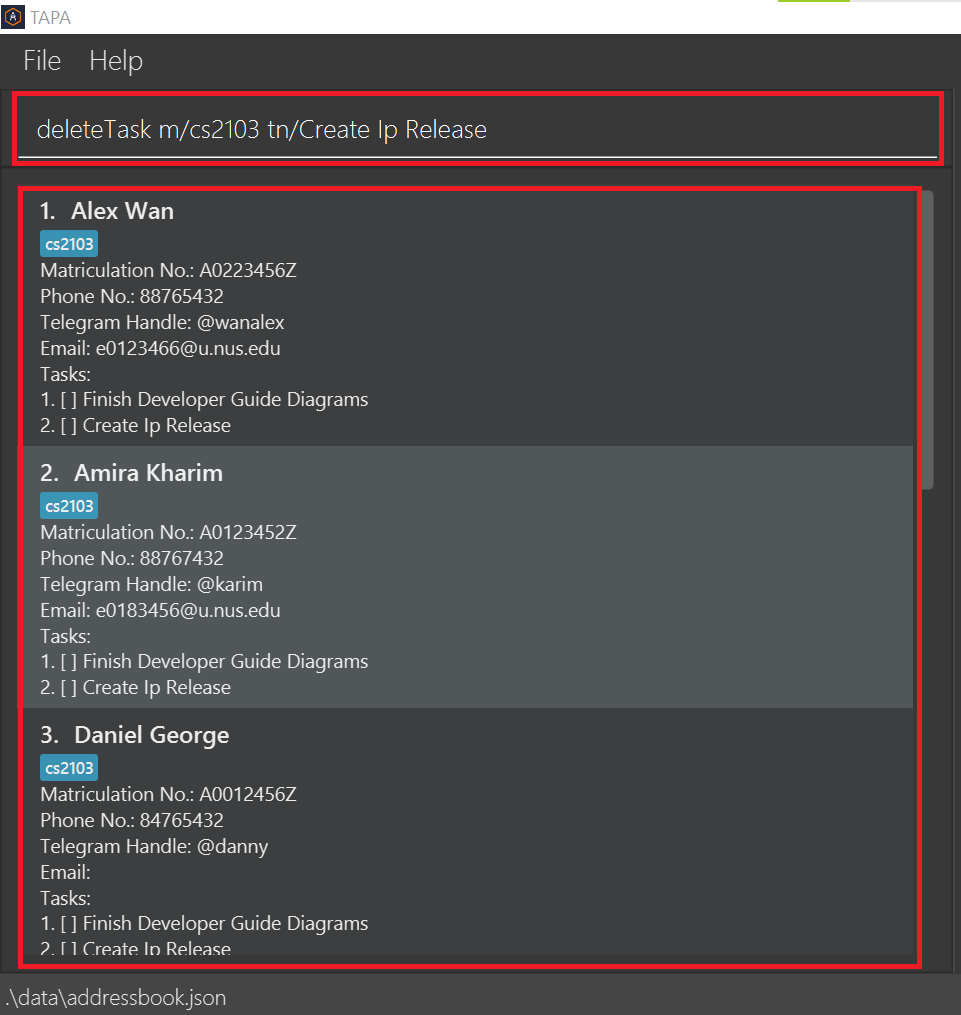 TAPA
File Help
deleteTask m/cs2103 tn/Create Ip Release
1. Alex Wan
cs2103
Matriculation No.: A0223456Z
Phone No.: 88765432
Telegram Handle: @wanalex
Email: e0123466@u.nus.edu
Tasks:
1. [ ] Finish Developer Guide Diagrams
2. [ ] Create Ip Release
2. Amira Kharim
cs2103
Matriculation No.: A0123452Z
Phone No.: 88767432
Telegram Handle: @karim
Email: e0183456@u.nus.edu
Tasks:
1. [ ] Finish Developer Guide Diagrams
2. [ ] Create Ip Release
3. Daniel George
cs2103
Matriculation No.: A0012456Z
Phone No.: 84765432
Telegram Handle: @danny
Email:
Tasks:
1. [ ] Finish Developer Guide Diagrams
2. [ ] Create Ip Release
.\data\addressbook.json